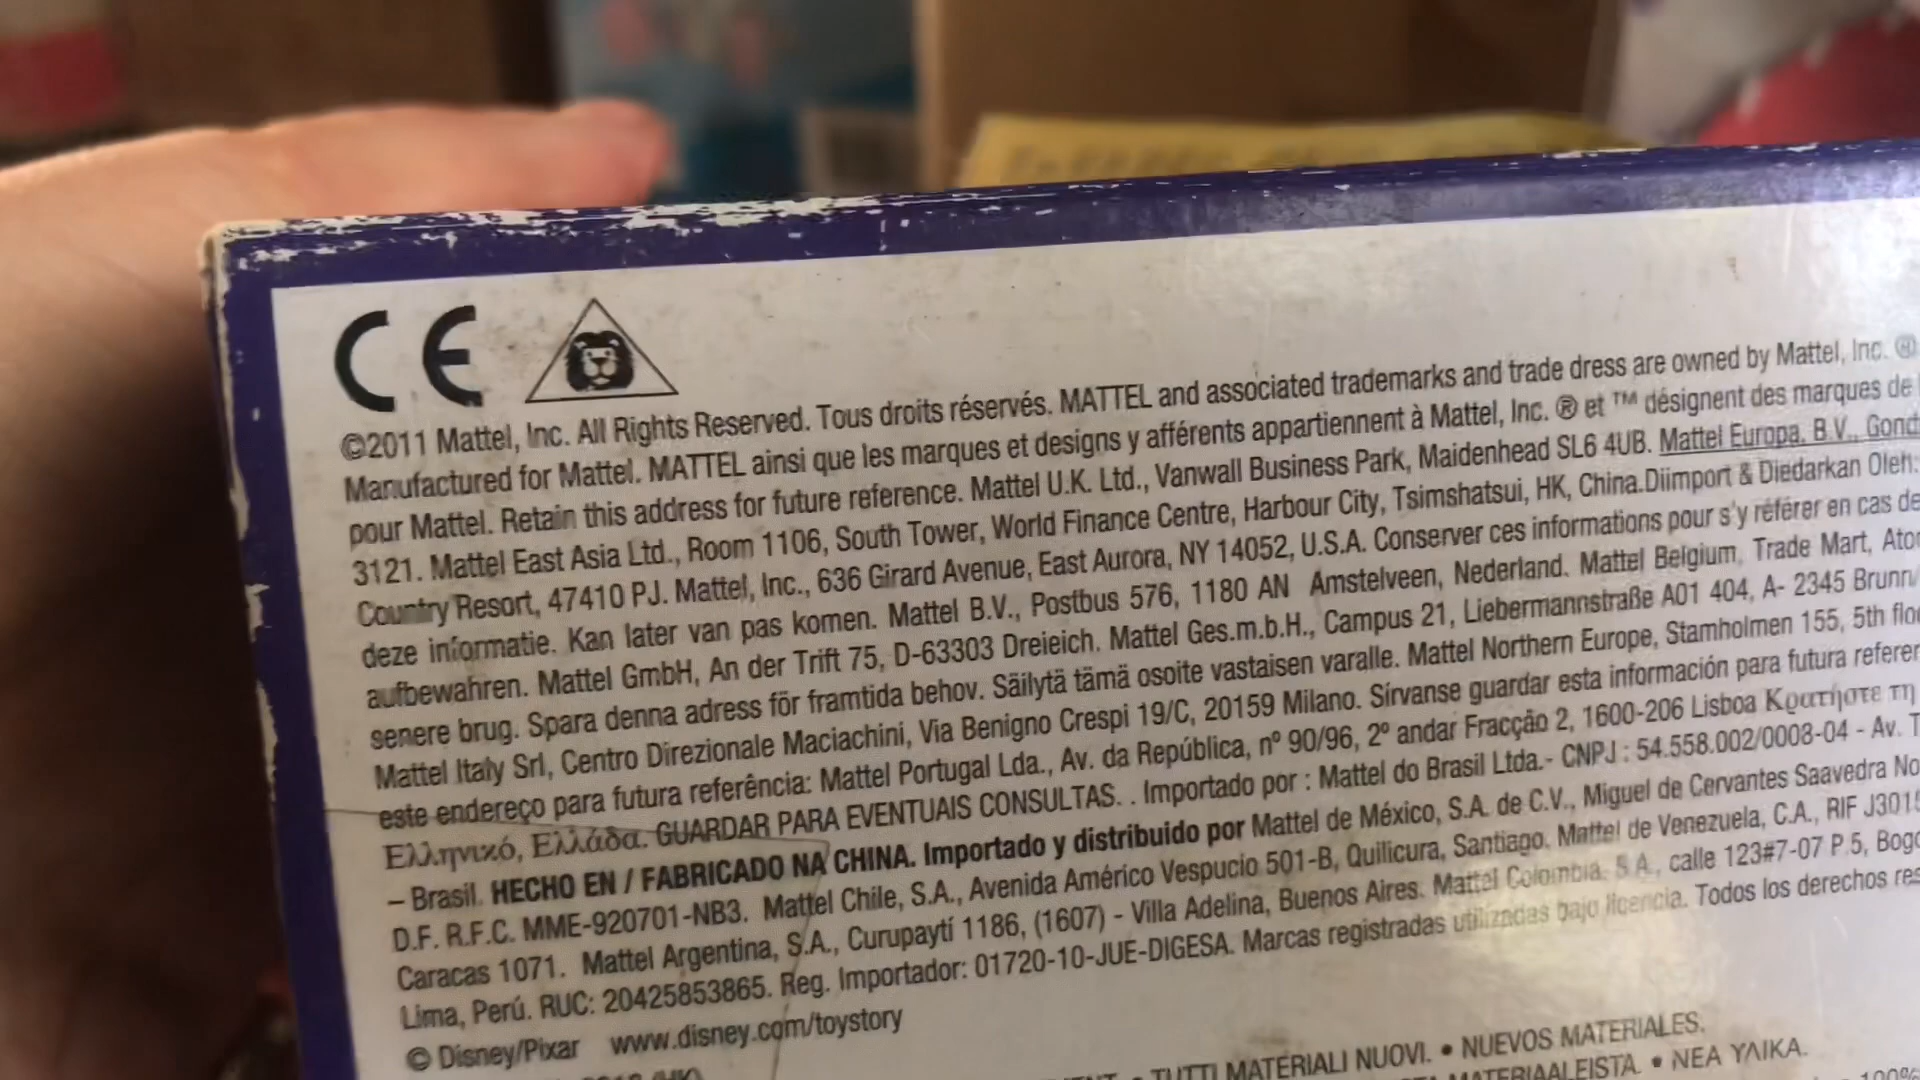 CE
©2011 Mattel, Inc. All Rights Reserved. Tous droits réservés. MATTEL and associated trademarks and trade dress are owned by Mattel, Inc. ®
Manufactured for Mattel. MATTEL ainsi que les marques et designs y afférents appartiennent à Mattel, Inc. ® et ™ désignent des marques de
pour Mattel. Retain this address for future reference. Mattel U.K. Ltd., Vanwall Business Park, Maidenhead SL6 4UB. Mattel Europa, B.V., Gond
3121. Mattel East Asia Ltd., Room 1106, South Tower, World Finance Centre, Harbour City, Tsimshatsui, HK, China.Diimport & Diedarkan Oleh:
Country Resort, 47410 PJ. Mattel, Inc., 636 Girard Avenue, East Aurora, NY 14052, U.S.A. Conserver ces informations pour s'y référer en cas de
deze informatie. Kan later van pas komen. Mattel B.V., Postbus 576, 1180 AN Amstelveen, Nederland. Mattel Belgium, Trade Mart, Ato
aufbewahren. Mattel GmbH, An der Trift 75, D-63303 Dreieich. Mattel Ges.m.b.H., Campus 21, Liebermannstraße A01 404, A- 2345 Brunn/
senere brug. Spara denna adress för framtida behov. Säilytä tämä osoite vastaisen varalle. Mattel Northern Europe, Stamholmen 155, 5th floo
Mattel Italy Srl, Centro Direzionale Maciachini, Via Benigno Crespi 19/C, 20159 Milano. Sírvanse guardar esta información para futura referen
este endereço para futura referência: Mattel Portugal Lda., Av. da República, nº 90/96, 2º andar Fracção 2, 1600-206 Lisboa Κρατήστε τη
Ελληνικό, Ελλάδα. GUARDAR PARA EVENTUAIS CONSULTAS. . Importado por : Mattel do Brasil Ltda.- CNPJ : 54.558.002/0008-04 - Av. T
– Brasil. HECHO EN / FABRICADO NA CHINA. Importado y distribuido por Mattel de México, S.A. de C.V., Miguel de Cervantes Saavedra No
D.F. R.F.C. MME-920701-NB3. Mattel Chile, S.A., Avenida Américo Vespucio 501-B, Quilicura, Santiago. Mattel de Venezuela, C.A., RIF J301
Caracas 1071. Mattel Argentina, S.A., Curupaytí 1186, (1607) - Villa Adelina, Buenos Aires. Mattel Colombia, S.A., calle 123#7-07 P.5, Bogo
Lima, Perú. RUC: 20425853865. Reg. Importador: 01720-10-JUE-DIGESA. Marcas registradas utilizadas bajo licencia. Todos los derechos res
© Disney/Pixar www.disney.com/toystory
TUTTI MATERIALI NUOVI. • NUEVOS MATERIALES.
ΝΕΑ ΥΛΙΚΑ.
100%